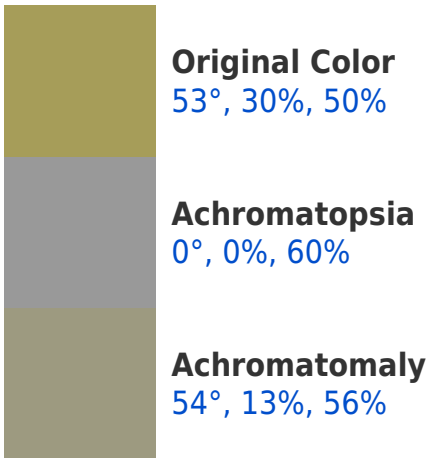 Original Color
53°, 30%, 50%
Achromatopsia
0°, 0%, 60%
Achromatomaly
54°, 13%, 56%